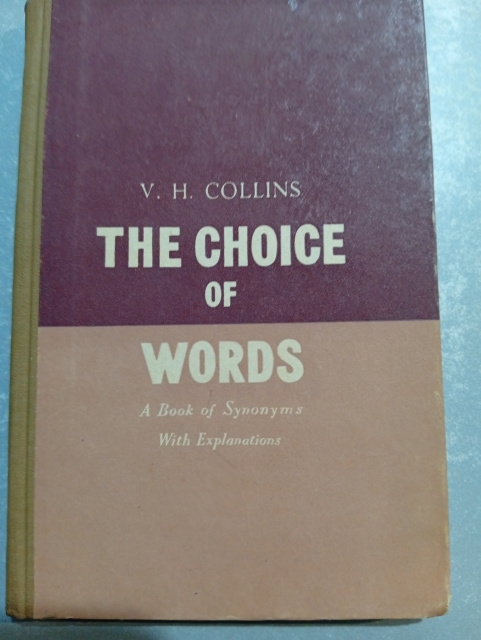 V. H. COLLINS
THE CHOICE
OF
WORDS
A Book of Synonyms
With Explanations